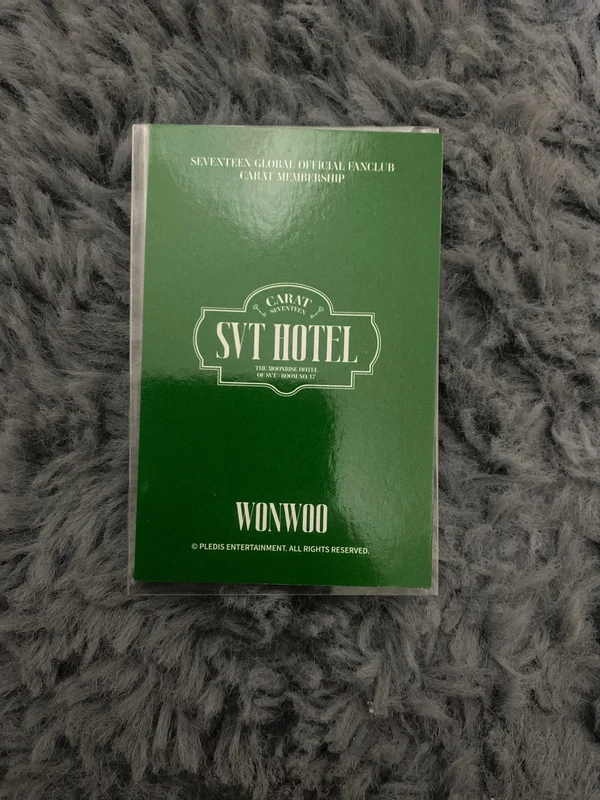 SEVENTEEN GLOBAL OFFICIAL FANCLUB
CARAT MEMBERSHIP
CARAT
SEVENTEEN
SVT HOTEL
THE MOONRISE HOTEL
OF SVT · ROOM NO. 17
WONWOO
© PLEDIS ENTERTAINMENT. ALL RIGHTS RESERVED.